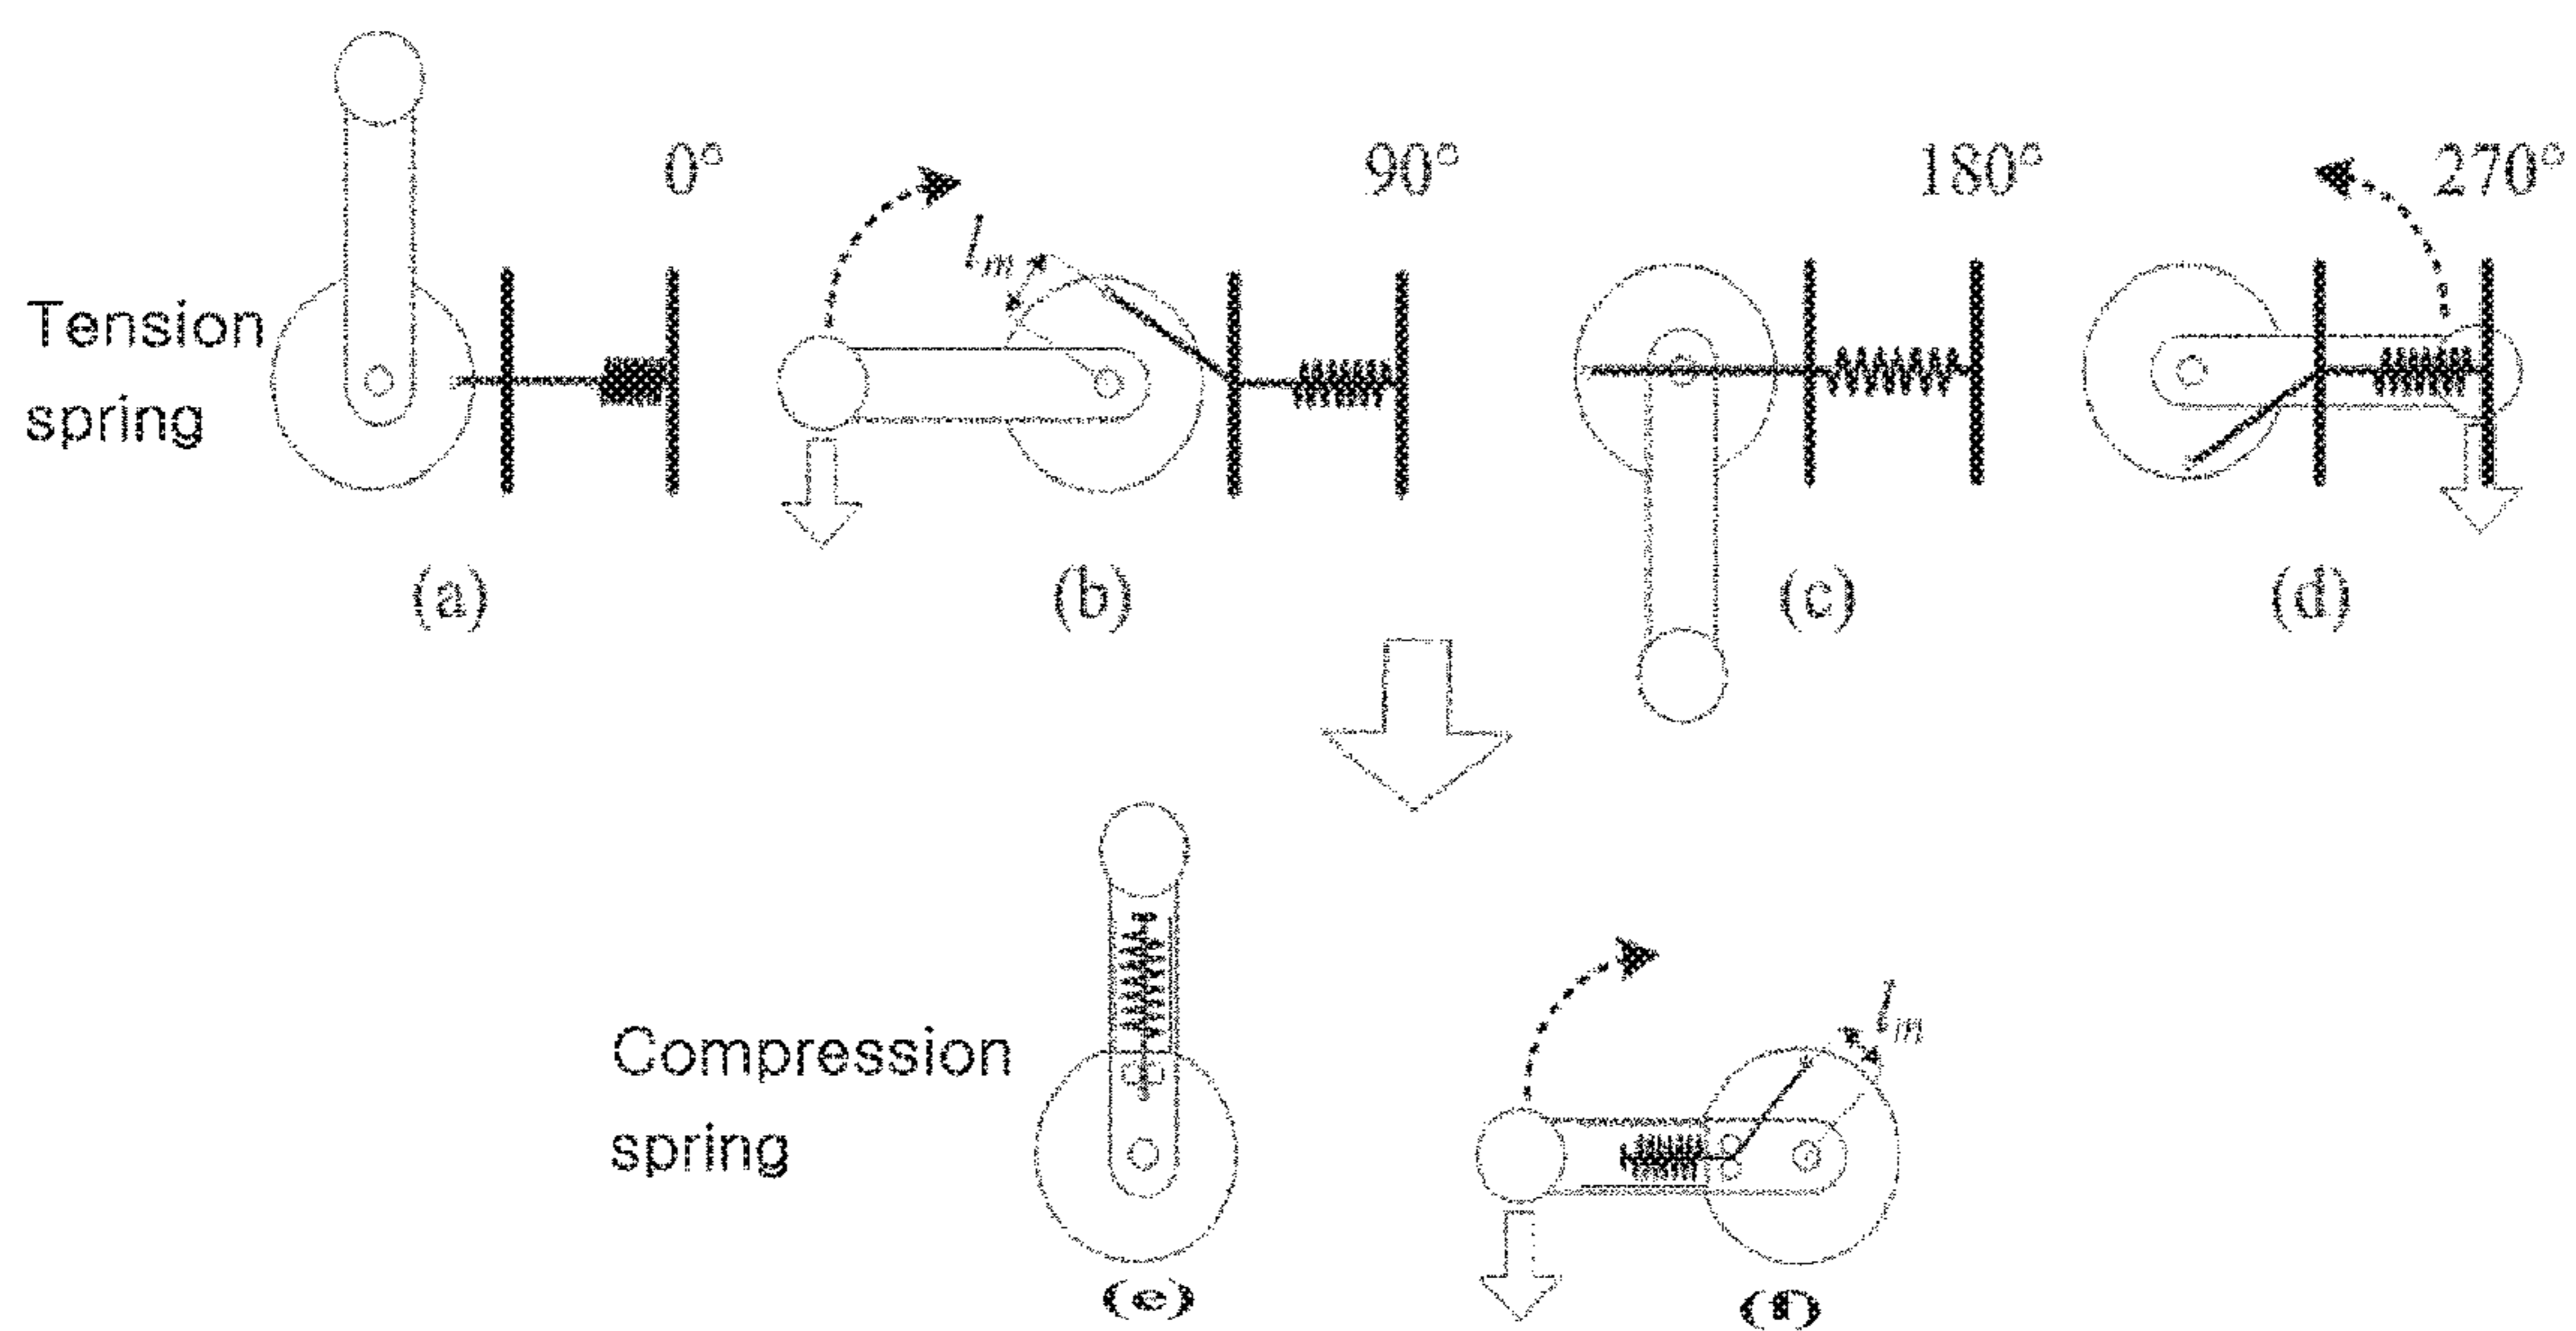 0°
90°
180°
270°
l_m
Tension
spring
(a)
(b)
(c)
(d)
l_m
Compression
spring
(e)
(f)